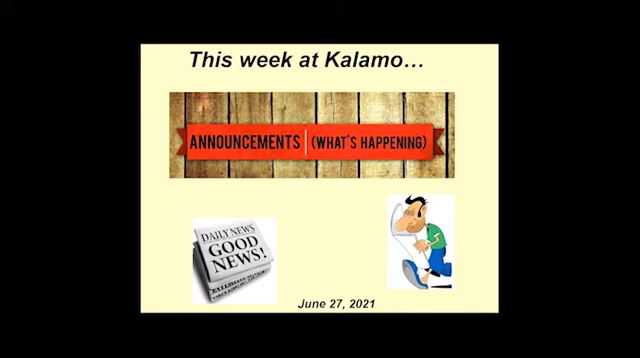 This week at Kalamo…
ANNOUNCEMENTS (WHAT'S HAPPENING)
DAILY NEWS
GOOD
NEWS!
June 27, 2021